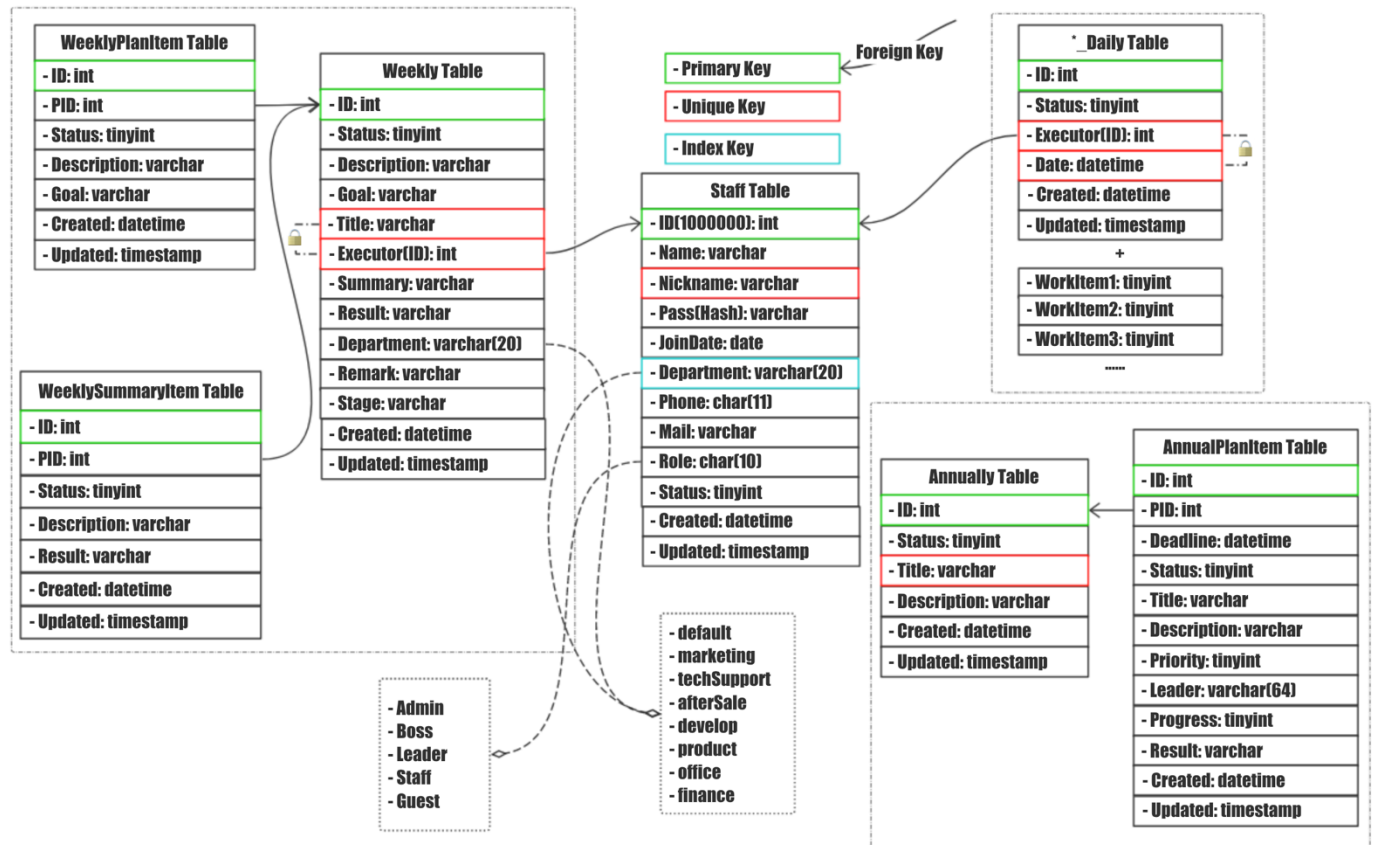 WeeklyPlanItem Table
- ID: int
- PID: int
- Status: tinyint
- Description: varchar
- Goal: varchar
- Created: datetime
- Updated: timestamp
WeeklySummaryItem Table
- ID: int
- PID: int
- Status: tinyint
- Description: varchar
- Result: varchar
- Created: datetime
- Updated: timestamp
Weekly Table
- ID: int
- Status: tinyint
- Description: varchar
- Goal: varchar
- Title: varchar
- Executor(ID): int
- Summary: varchar
- Result: varchar
- Department: varchar(20)
- Remark: varchar
- Stage: varchar
- Created: datetime
- Updated: timestamp
- Primary Key
Foreign Key
- Unique Key
- Index Key
Staff Table
- ID(1000000): int
- Name: varchar
- Nickname: varchar
- Pass(Hash): varchar
- JoinDate: date
- Department: varchar(20)
- Phone: char(11)
- Mail: varchar
- Role: char(10)
- Status: tinyint
- Created: datetime
- Updated: timestamp
*_Daily Table
- ID: int
- Status: tinyint
- Executor(ID): int
- Date: datetime
- Created: datetime
- Updated: timestamp
+
- WorkItem1: tinyint
- WorkItem2: tinyint
- WorkItem3: tinyint
......
Annually Table
- ID: int
- Status: tinyint
- Title: varchar
- Description: varchar
- Created: datetime
- Updated: timestamp
AnnualPlanItem Table
- ID: int
- PID: int
- Deadline: datetime
- Status: tinyint
- Title: varchar
- Description: varchar
- Priority: tinyint
- Leader: varchar(64)
- Progress: tinyint
- Result: varchar
- Created: datetime
- Updated: timestamp
- Admin
- Boss
- Leader
- Staff
- Guest
- default
- marketing
- techSupport
- afterSale
- develop
- product
- office
- finance